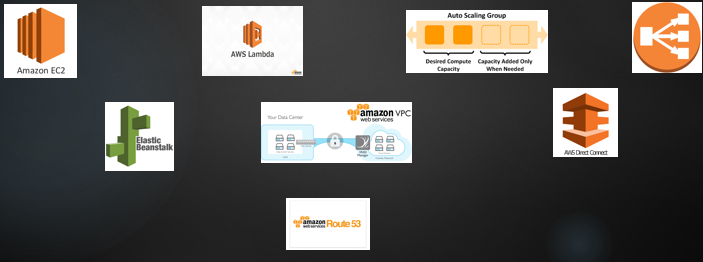 Amazon EC2
AWS Lambda
Auto Scaling Group
Desired Compute
Capacity
Capacity Added Only
When Needed
Elastic
Beanstalk
Your Data Center
amazon
web services
VPC
AWS Direct Connect
amazon
web services
Route 53